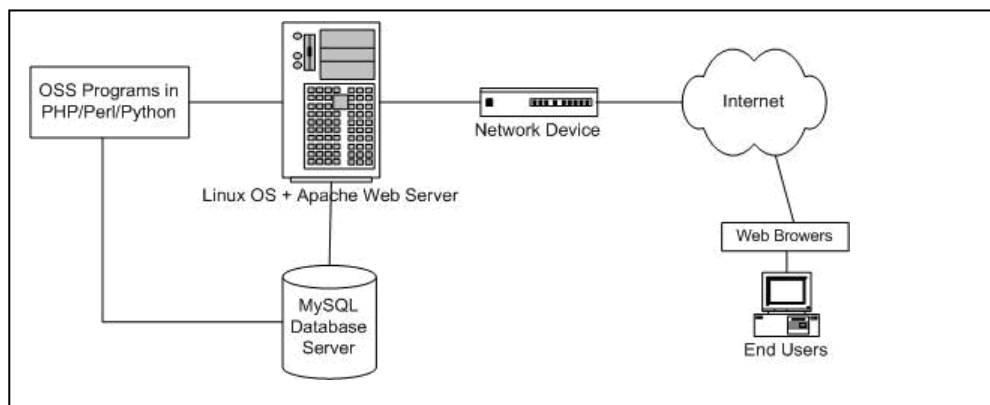 OSS Programs in
PHP/Perl/Python
Linux OS + Apache Web Server
Network Device
Internet
MySQL
Database
Server
Web Browers
End Users